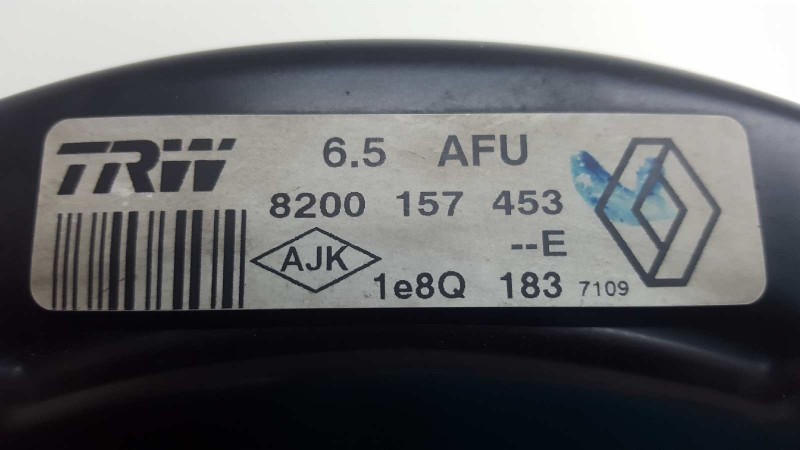 TRW 6.5 AFU
8200 157 453
--E
AJK
1e8Q 183 7109